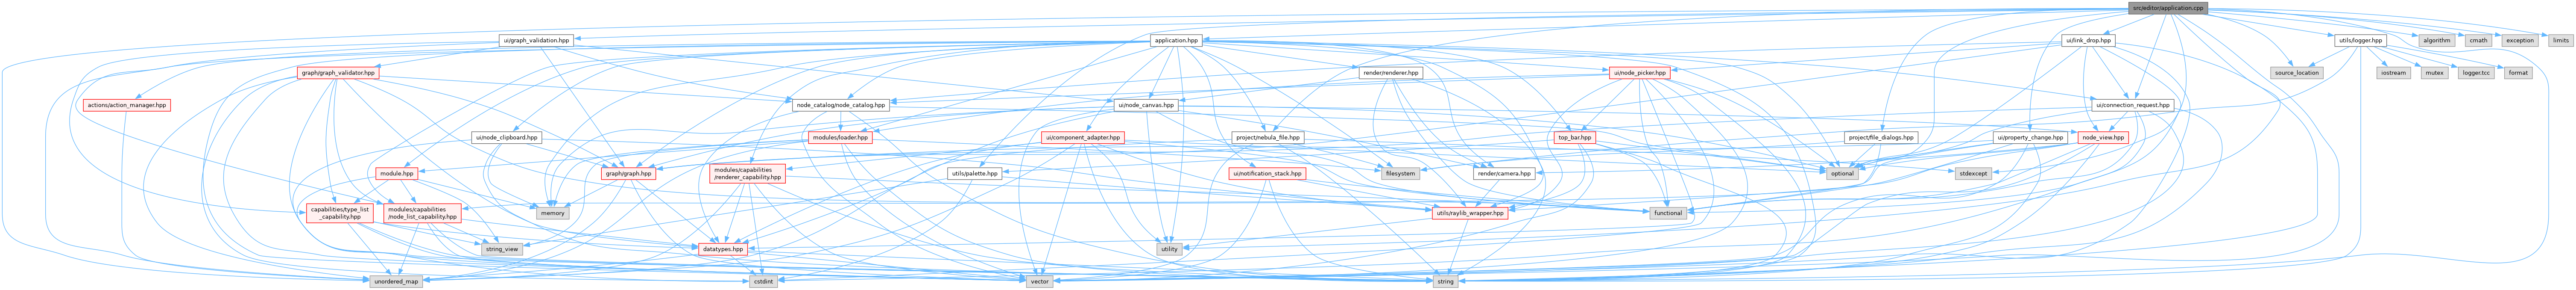 src/editor/application.cpp
ui/graph_validation.hpp
application.hpp
ui/link_drop.hpp
utils/logger.hpp
algorithm
cmath
exception
limits
graph/graph_validator.hpp
render/renderer.hpp
ui/node_picker.hpp
source_location
iostream
mutex
logger.tcc
format
actions/action_manager.hpp
node_catalog/node_catalog.hpp
ui/node_canvas.hpp
ui/connection_request.hpp
ui/node_clipboard.hpp
modules/loader.hpp
ui/component_adapter.hpp
project/nebula_file.hpp
top_bar.hpp
project/file_dialogs.hpp
ui/property_change.hpp
node_view.hpp
module.hpp
graph/graph.hpp
modules/capabilities
/renderer_capability.hpp
utils/palette.hpp
ui/notification_stack.hpp
filesystem
render/camera.hpp
optional
stdexcept
capabilities/type_list
_capability.hpp
modules/capabilities
/node_list_capability.hpp
memory
utils/raylib_wrapper.hpp
functional
string_view
datatypes.hpp
utility
unordered_map
cstdint
vector
string